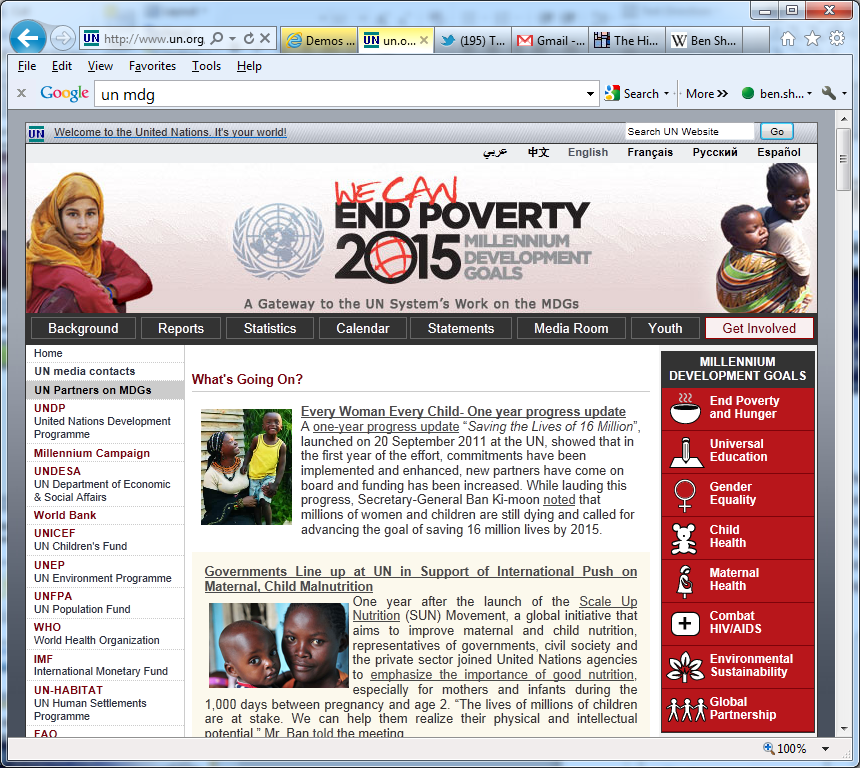 UN http://www.un.org
Demos ...
un.o...
(195) T...
Gmail -...
The Hi...
W Ben Sh...
File Edit View Favorites Tools Help
x Google un mdg Search More >> ben.sh...
UN Welcome to the United Nations. It's your world! Search UN Website Go
عربي 中文 English Français Русский Español
WE CAN
END POVERTY
2015 MILLENNIUM
DEVELOPMENT
GOALS
A Gateway to the UN System's Work on the MDGs
Background Reports Statistics Calendar Statements Media Room Youth Get Involved
Home
UN media contacts
UN Partners on MDGs
UNDP
United Nations Development
Programme
Millennium Campaign
UNDESA
UN Department of Economic
& Social Affairs
World Bank
UNICEF
UN Children's Fund
UNEP
UN Environment Programme
UNFPA
UN Population Fund
WHO
World Health Organization
IMF
International Monetary Fund
UN-HABITAT
UN Human Settlements
Programme
FAO
What's Going On?
Every Woman Every Child- One year progress update
A one-year progress update “Saving the Lives of 16 Million”,
launched on 20 September 2011 at the UN, showed that in
the first year of the effort, commitments have been
implemented and enhanced, new partners have come on
board and funding has been increased. While lauding this
progress, Secretary-General Ban Ki-moon noted that
millions of women and children are still dying and called for
advancing the goal of saving 16 million lives by 2015.
Governments Line up at UN in Support of International Push on
Maternal, Child Malnutrition
One year after the launch of the Scale Up
Nutrition (SUN) Movement, a global initiative that
aims to improve maternal and child nutrition,
representatives of governments, civil society and
the private sector joined United Nations agencies
to emphasize the importance of good nutrition,
especially for mothers and infants during the
1,000 days between pregnancy and age 2. “The lives of millions of children
are at stake. We can help them realize their physical and intellectual
potential,” Mr. Ban told the meeting.
MILLENNIUM
DEVELOPMENT GOALS
End Poverty
and Hunger
Universal
Education
Gender
Equality
Child
Health
Maternal
Health
Combat
HIV/AIDS
Environmental
Sustainability
Global
Partnership
100%